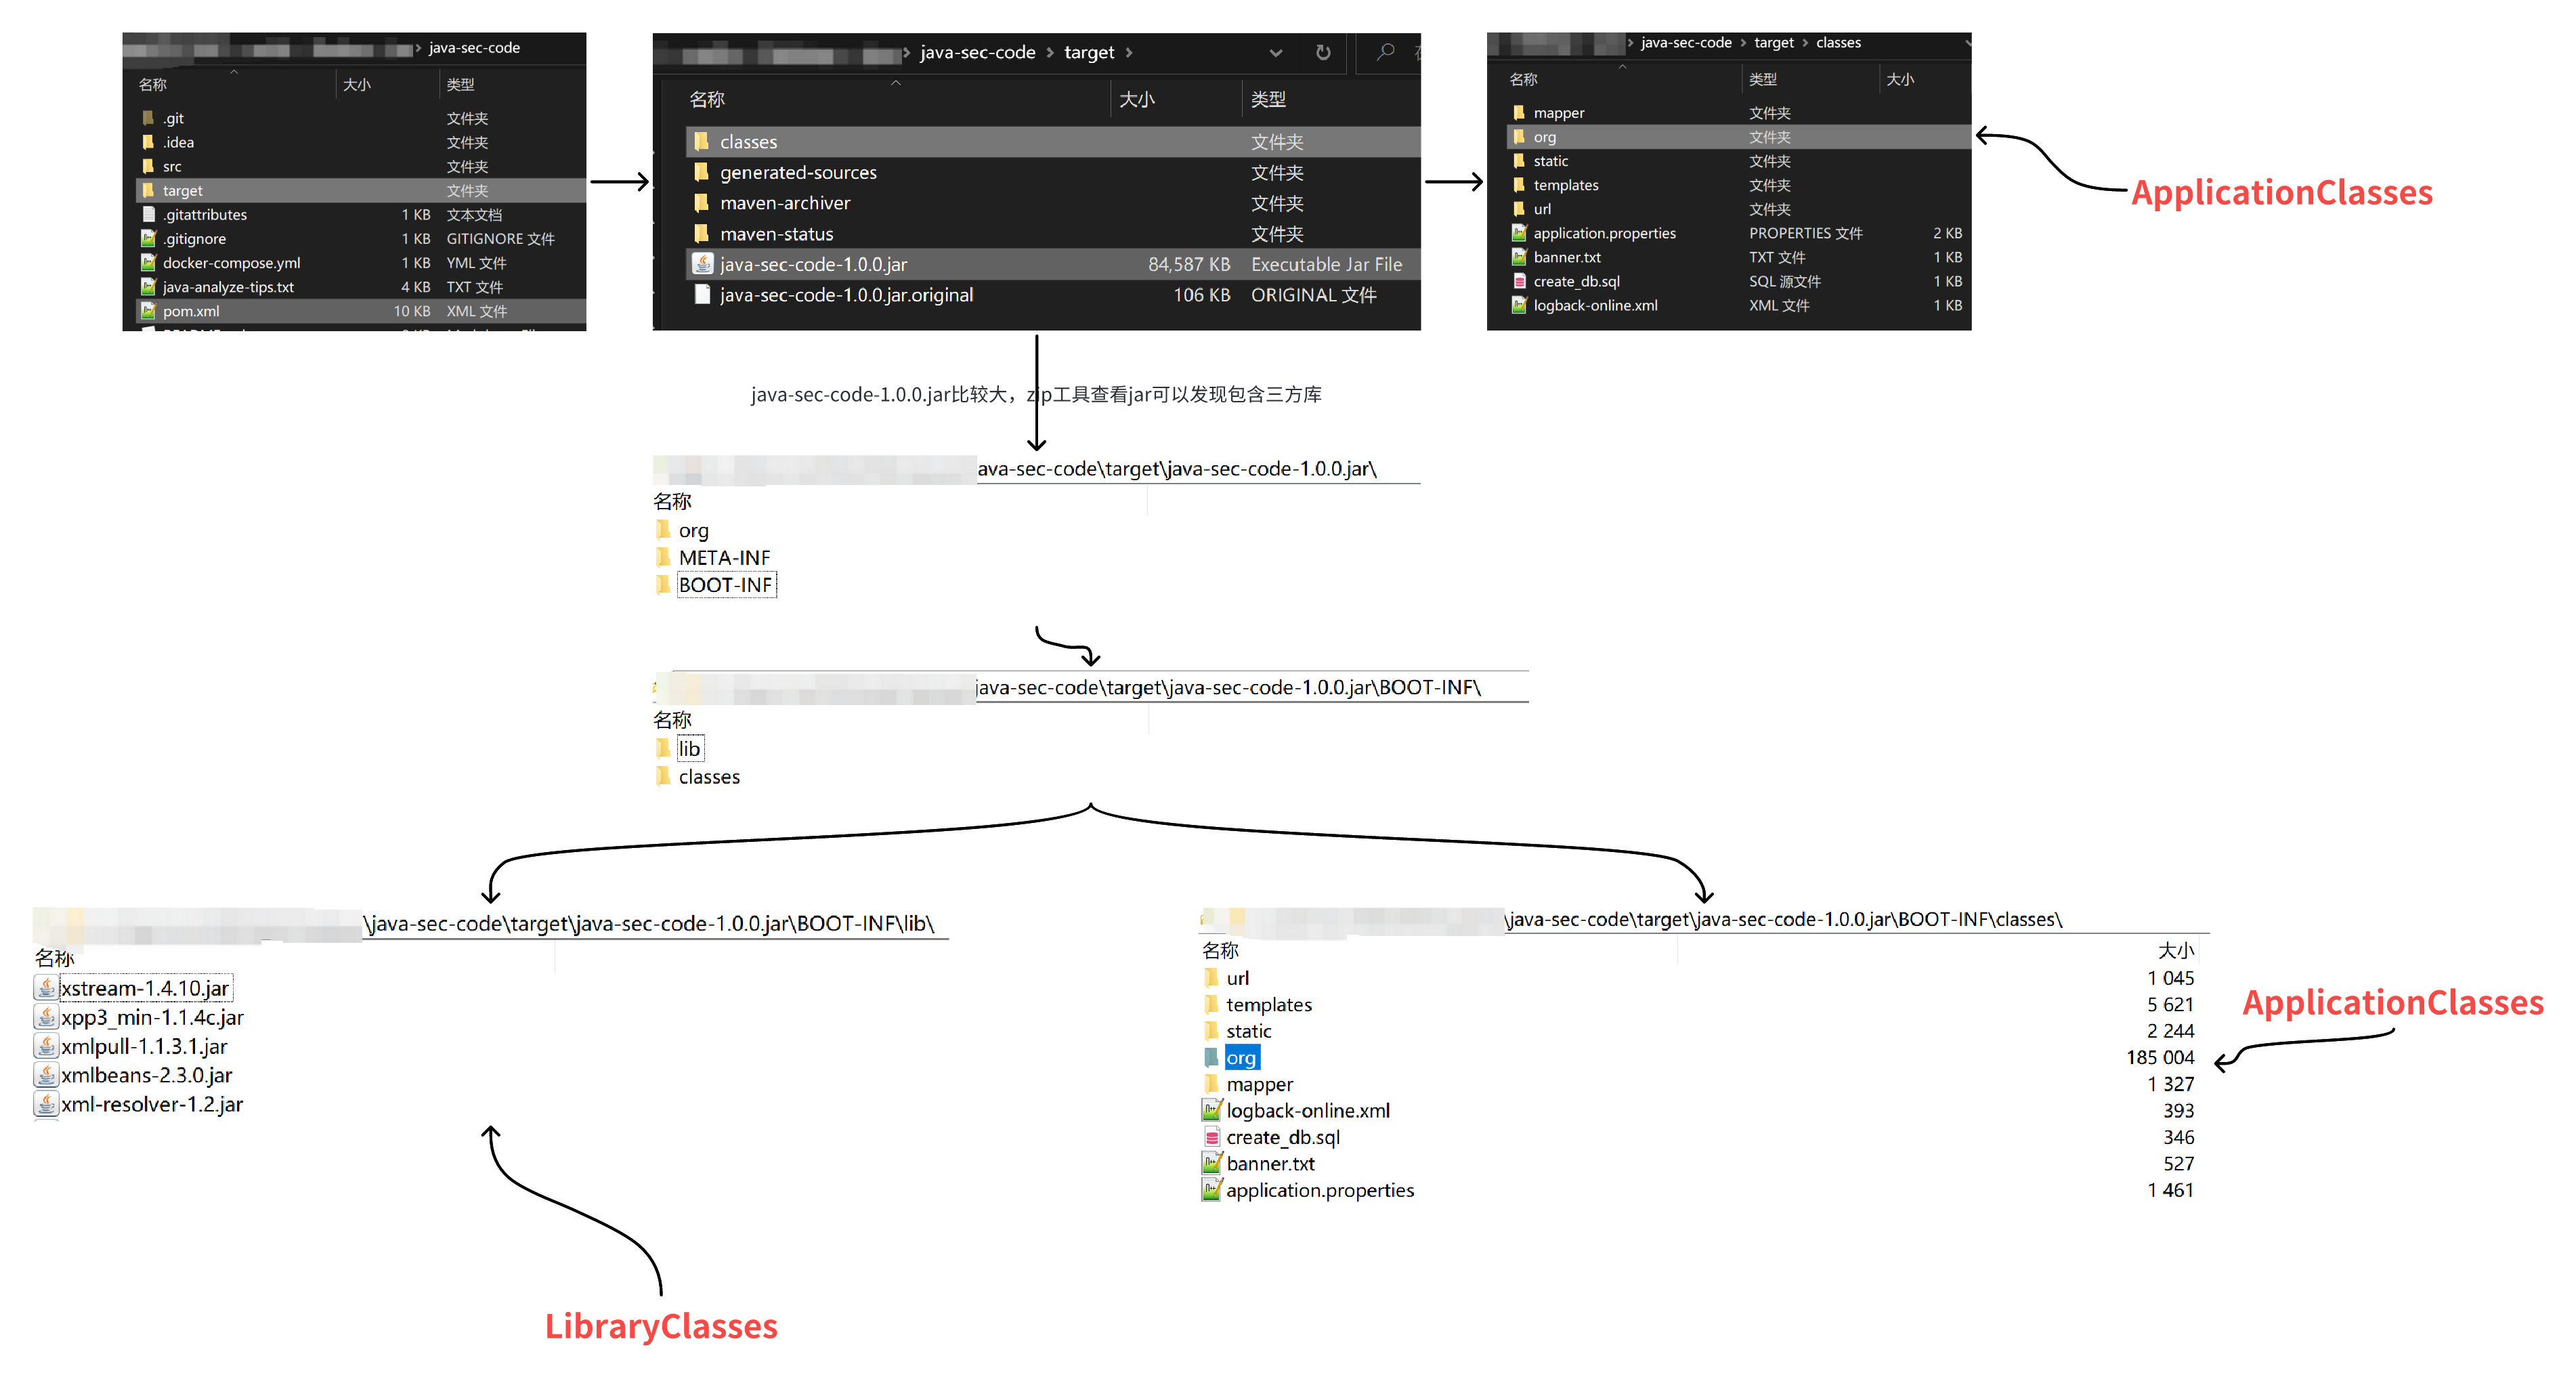 java-sec-code
名称 大小 类型
.git 文件夹
.idea 文件夹
src 文件夹
target 文件夹
.gitattributes 1 KB 文本文档
.gitignore 1 KB GITIGNORE 文件
docker-compose.yml 1 KB YML 文件
java-analyze-tips.txt 4 KB TXT 文件
pom.xml 10 KB XML 文件
java-sec-code target
名称 大小 类型
classes 文件夹
generated-sources 文件夹
maven-archiver 文件夹
maven-status 文件夹
java-sec-code-1.0.0.jar 84,587 KB Executable Jar File
java-sec-code-1.0.0.jar.original 106 KB ORIGINAL 文件
java-sec-code target classes
名称 类型 大小
mapper 文件夹
org 文件夹
static 文件夹
templates 文件夹
url 文件夹
application.properties PROPERTIES 文件 2 KB
banner.txt TXT 文件 1 KB
create_db.sql SQL 源文件 1 KB
logback-online.xml XML 文件 1 KB
ApplicationClasses
java-sec-code-1.0.0.jar比较大，zip工具查看jar可以发现包含三方库
ava-sec-code\target\java-sec-code-1.0.0.jar\
名称
org
META-INF
BOOT-INF
java-sec-code\target\java-sec-code-1.0.0.jar\BOOT-INF\
名称
lib
classes
\java-sec-code\target\java-sec-code-1.0.0.jar\BOOT-INF\lib\
名称
xstream-1.4.10.jar
xpp3_min-1.1.4c.jar
xmlpull-1.1.3.1.jar
xmlbeans-2.3.0.jar
xml-resolver-1.2.jar
LibraryClasses
\java-sec-code\target\java-sec-code-1.0.0.jar\BOOT-INF\classes\
名称 大小
url 1 045
templates 5 621
static 2 244
org 185 004
mapper 1 327
logback-online.xml 393
create_db.sql 346
banner.txt 527
application.properties 1 461
ApplicationClasses